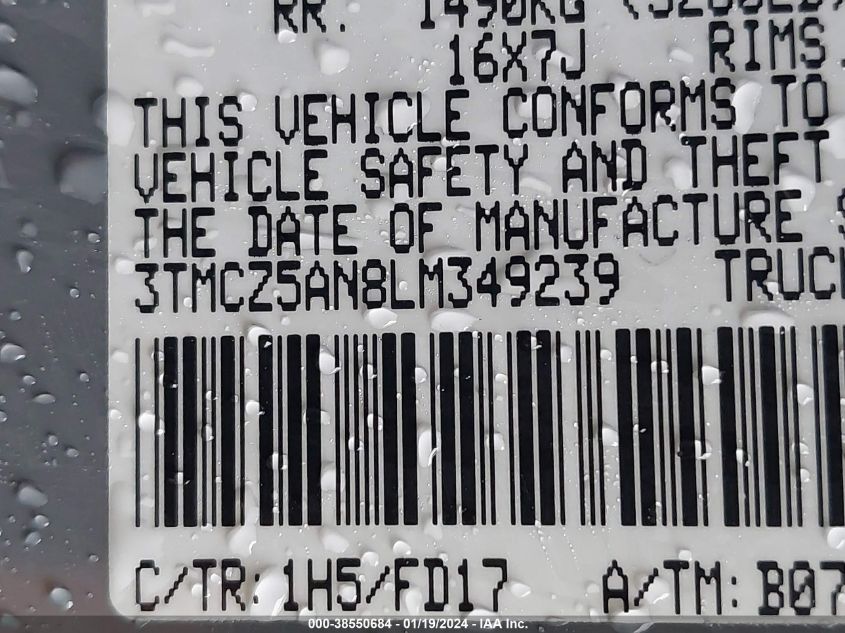 RR. 1490KG
16X7J RIMS
THIS VEHICLE CONFORMS TO
VEHICLE SAFETY AND THEFT
THE DATE OF MANUFACTURE S
3TMCZ5AN8LM349239 TRUC
C/TR: 1H5/FD17 A/TM: B07
000-38550684 - 01/19/2024 - IAA Inc.